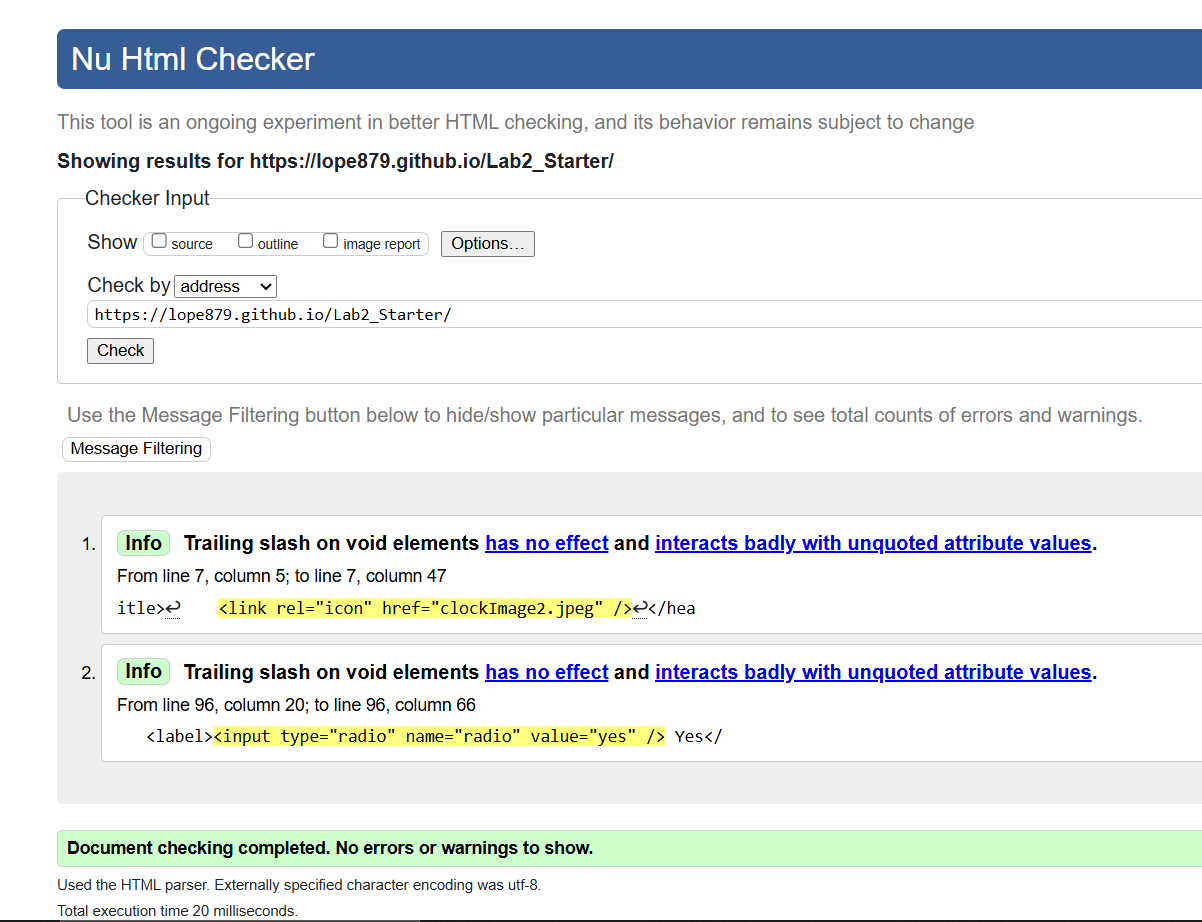 Nu Html Checker
This tool is an ongoing experiment in better HTML checking, and its behavior remains subject to change
Showing results for https://lope879.github.io/Lab2_Starter/
Checker Input
Show source outline image report Options…
Check by address
https://lope879.github.io/Lab2_Starter/
Check
Use the Message Filtering button below to hide/show particular messages, and to see total counts of errors and warnings.
Message Filtering
1. Info Trailing slash on void elements has no effect and interacts badly with unquoted attribute values.
From line 7, column 5; to line 7, column 47
itle>↩ <link rel="icon" href="clockImage2.jpeg" />↩</hea
2. Info Trailing slash on void elements has no effect and interacts badly with unquoted attribute values.
From line 96, column 20; to line 96, column 66
<label><input type="radio" name="radio" value="yes" /> Yes</
Document checking completed. No errors or warnings to show.
Used the HTML parser. Externally specified character encoding was utf-8.
Total execution time 20 milliseconds.